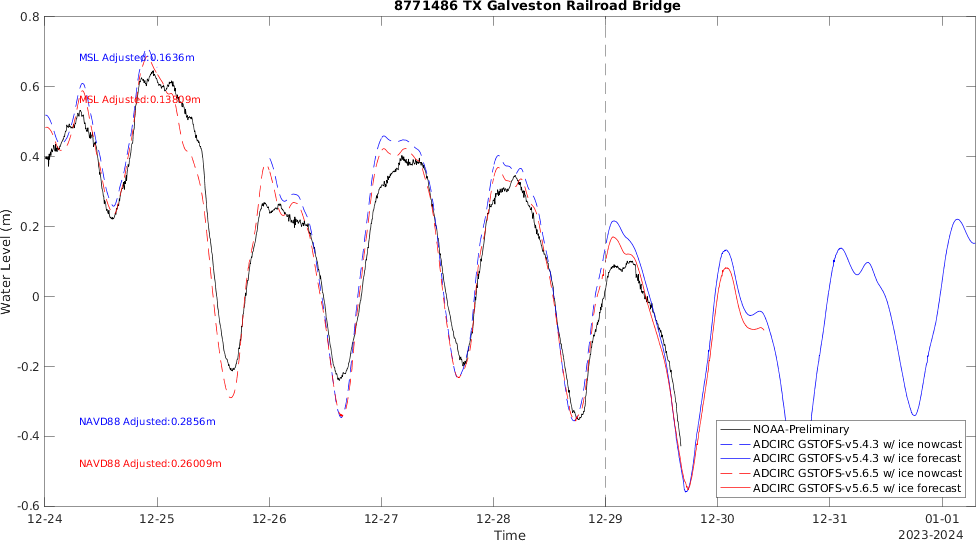 8771486 TX Galveston Railroad Bridge
0.8
0.6
0.4
0.2
0
-0.2
-0.4
-0.6
Water Level (m)
MSL Adjusted:0.1636m
MSL Adjusted:0.13809m
NAVD88 Adjusted:0.2856m
NAVD88 Adjusted:0.26009m
NOAA-Preliminary
ADCIRC GSTOFS-v5.4.3 w/ ice nowcast
ADCIRC GSTOFS-v5.4.3 w/ ice forecast
ADCIRC GSTOFS-v5.6.5 w/ ice nowcast
ADCIRC GSTOFS-v5.6.5 w/ ice forecast
12-24 12-25 12-26 12-27 12-28 12-29 12-30 12-31 01-01
Time
2023-2024